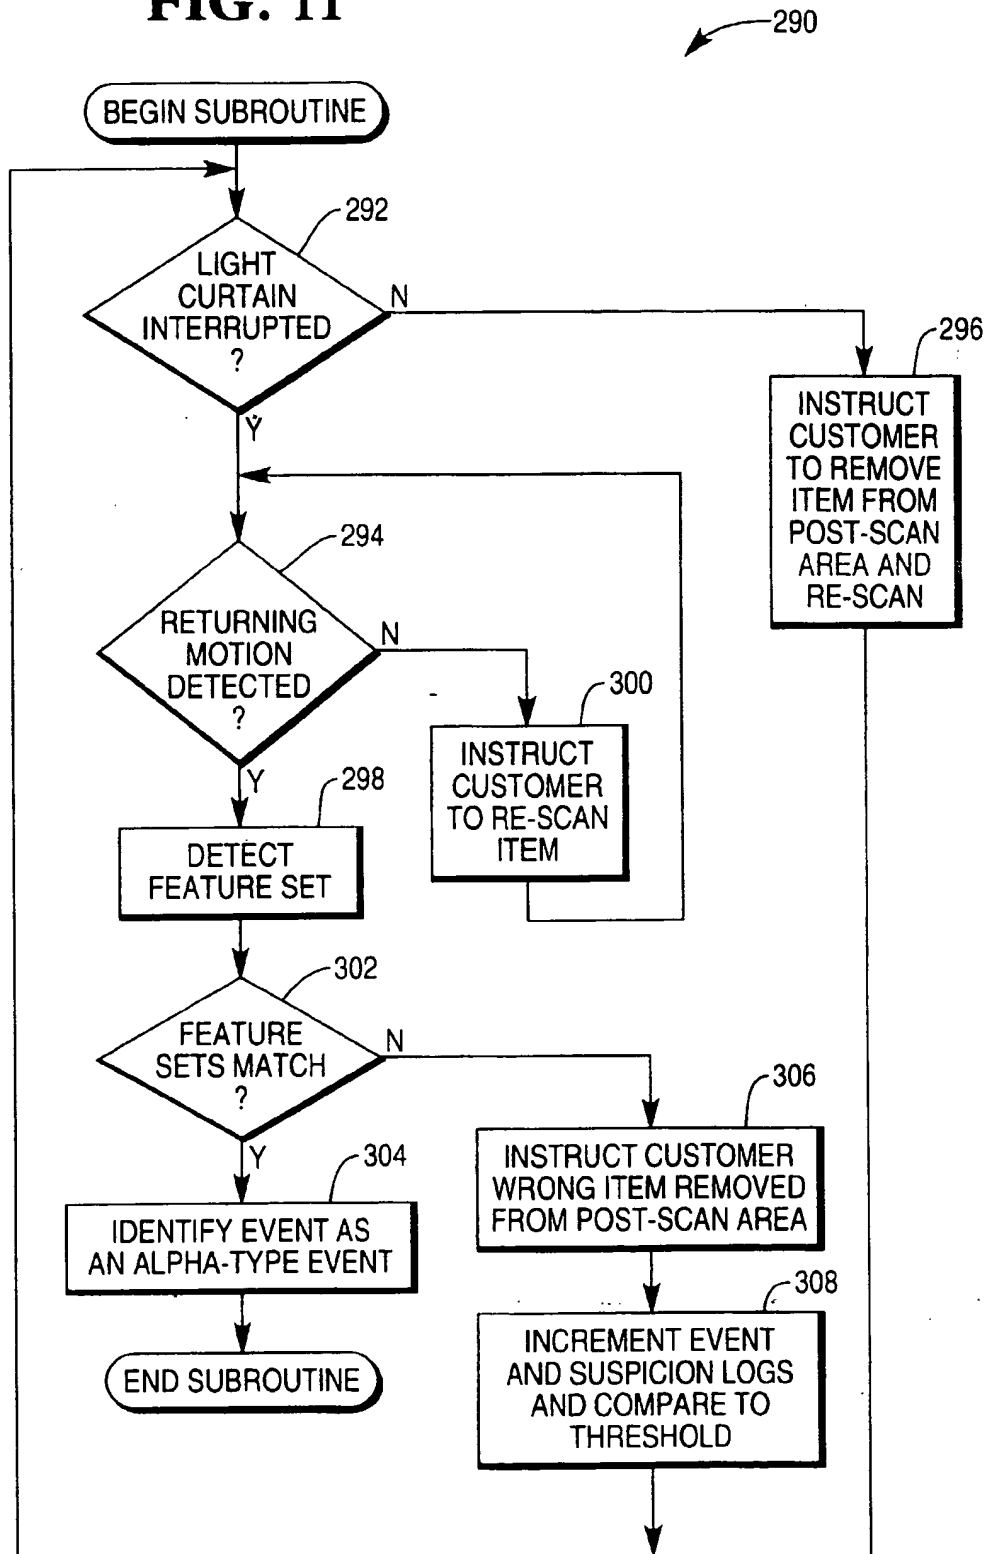 FIG. 11
290
BEGIN SUBROUTINE
292
LIGHT
CURTAIN
INTERRUPTED
?
N
Y
296
INSTRUCT
CUSTOMER
TO REMOVE
ITEM FROM
POST-SCAN
AREA AND
RE-SCAN
294
RETURNING
MOTION
DETECTED
?
N
Y
300
INSTRUCT
CUSTOMER
TO RE-SCAN
ITEM
298
DETECT
FEATURE SET
302
FEATURE
SETS MATCH
?
N
Y
306
INSTRUCT CUSTOMER
WRONG ITEM REMOVED
FROM POST-SCAN AREA
304
IDENTIFY EVENT AS
AN ALPHA-TYPE EVENT
308
INCREMENT EVENT
AND SUSPICION LOGS
AND COMPARE TO
THRESHOLD
END SUBROUTINE